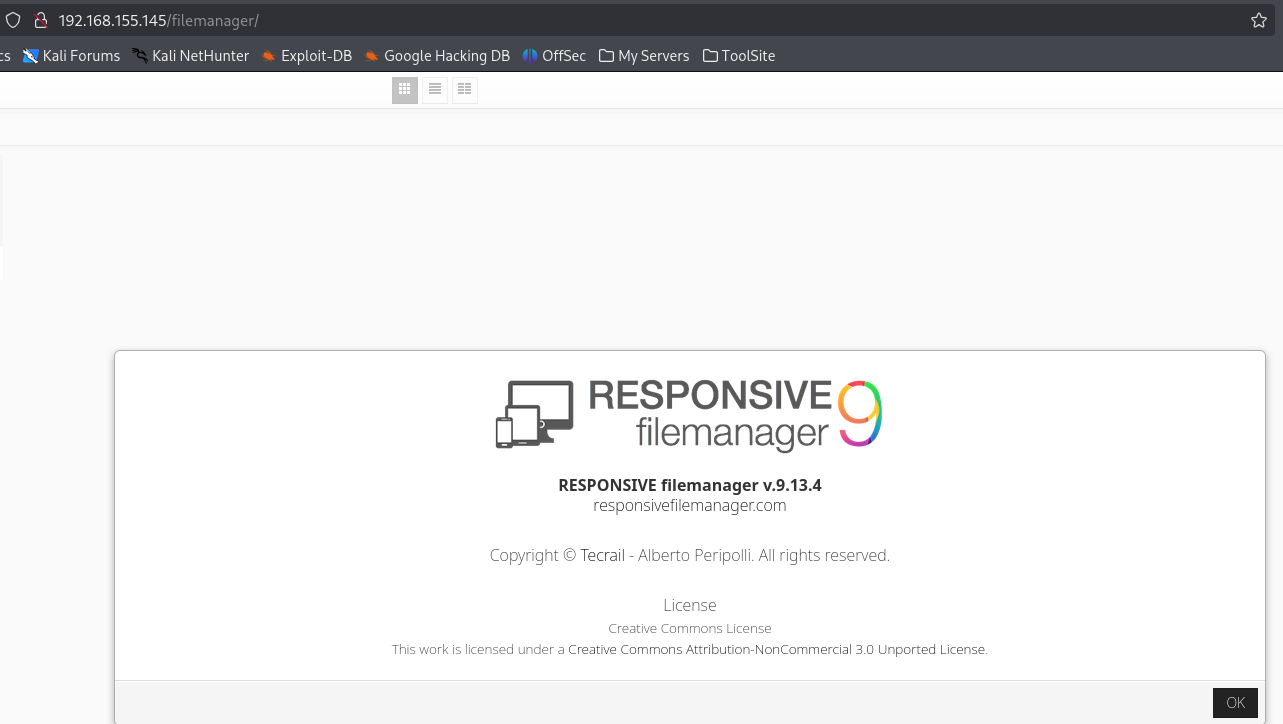 192.168.155.145/filemanager/
cs Kali Forums Kali NetHunter Exploit-DB Google Hacking DB OffSec My Servers ToolSite
RESPONSIVE 9
filemanager
RESPONSIVE filemanager v.9.13.4
responsivefilemanager.com
Copyright © Tecrail - Alberto Peripolli. All rights reserved.
License
Creative Commons License
This work is licensed under a Creative Commons Attribution-NonCommercial 3.0 Unported License.
OK